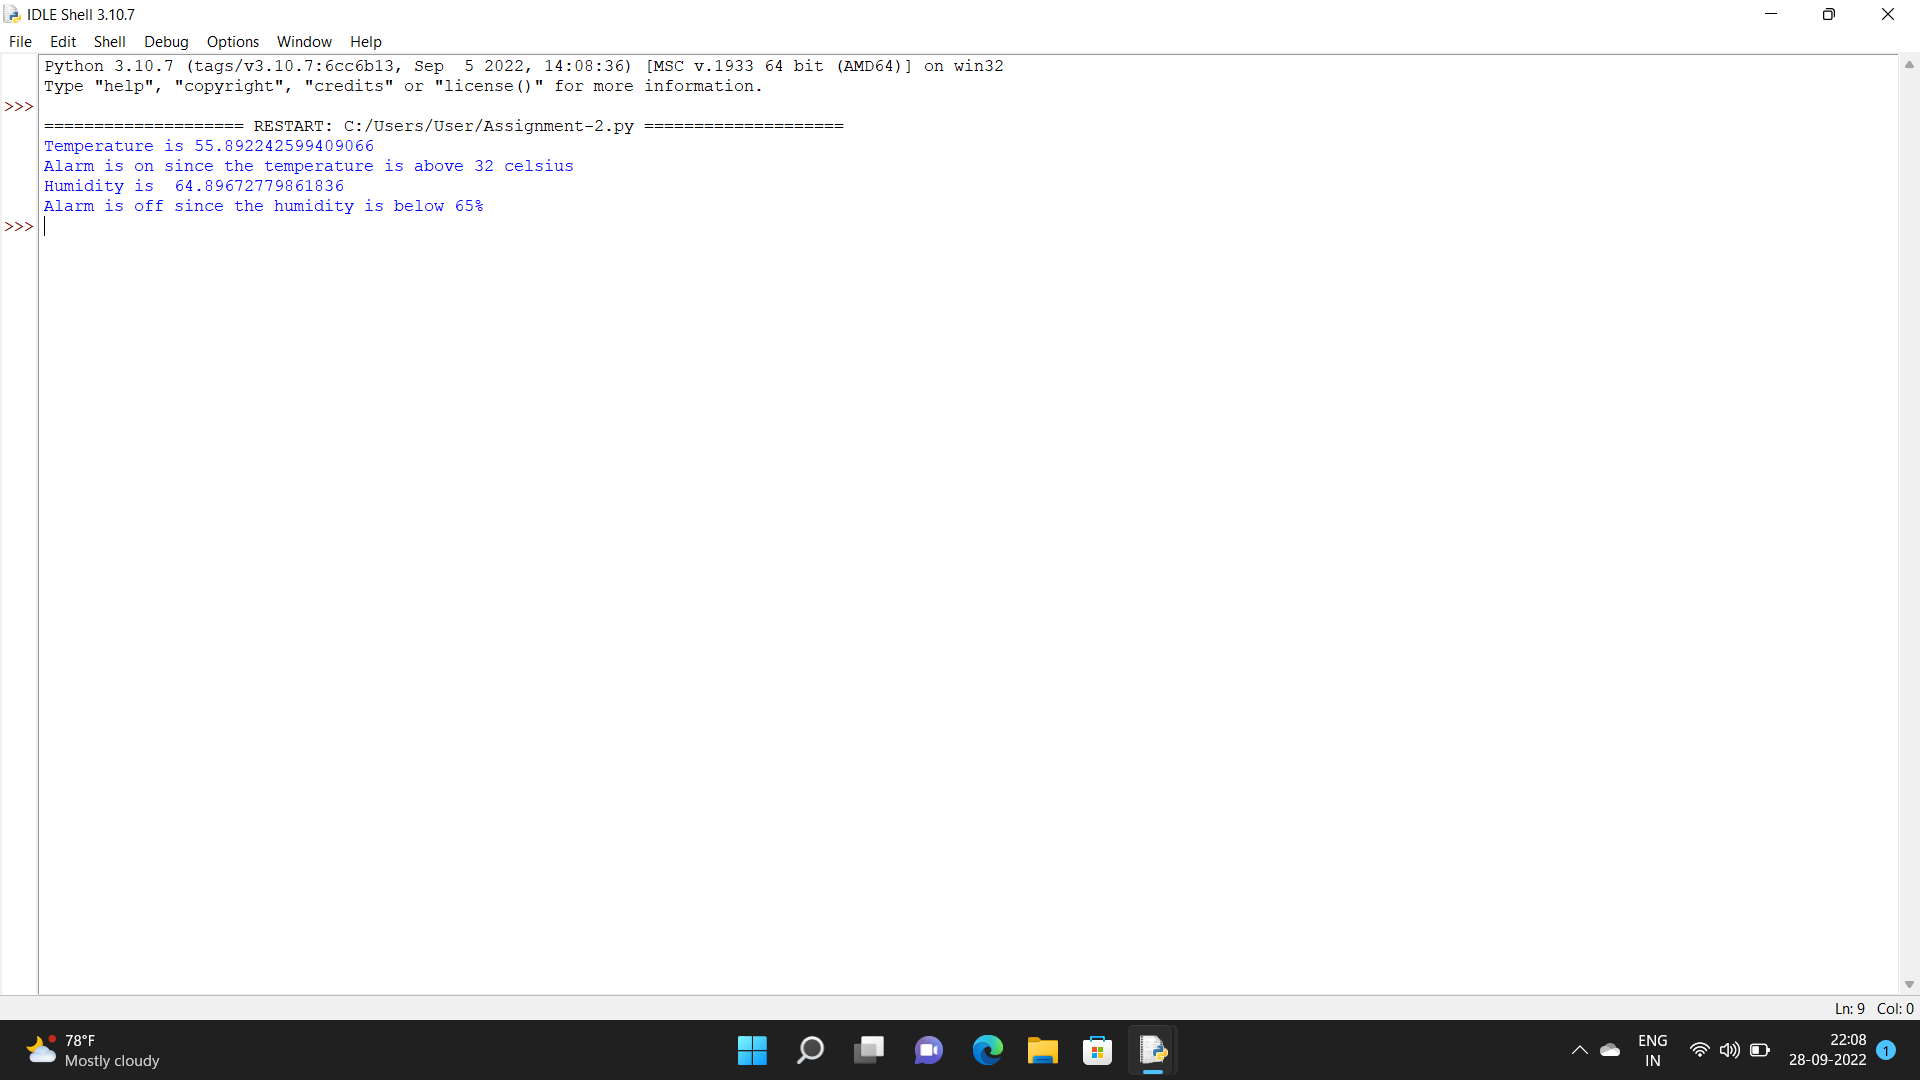 IDLE Shell 3.10.7
File Edit Shell Debug Options Window Help
Python 3.10.7 (tags/v3.10.7:6cc6b13, Sep  5 2022, 14:08:36) [MSC v.1933 64 bit (AMD64)] on win32
Type "help", "copyright", "credits" or "license()" for more information.
>>>
==================== RESTART: C:/Users/User/Assignment-2.py ====================
Temperature is 55.892242599409066
Alarm is on since the temperature is above 32 celsius
Humidity is  64.89672779861836
Alarm is off since the humidity is below 65%
>>>
Ln: 9 Col: 0
78°F
Mostly cloudy
ENG
IN
22:08
28-09-2022
1